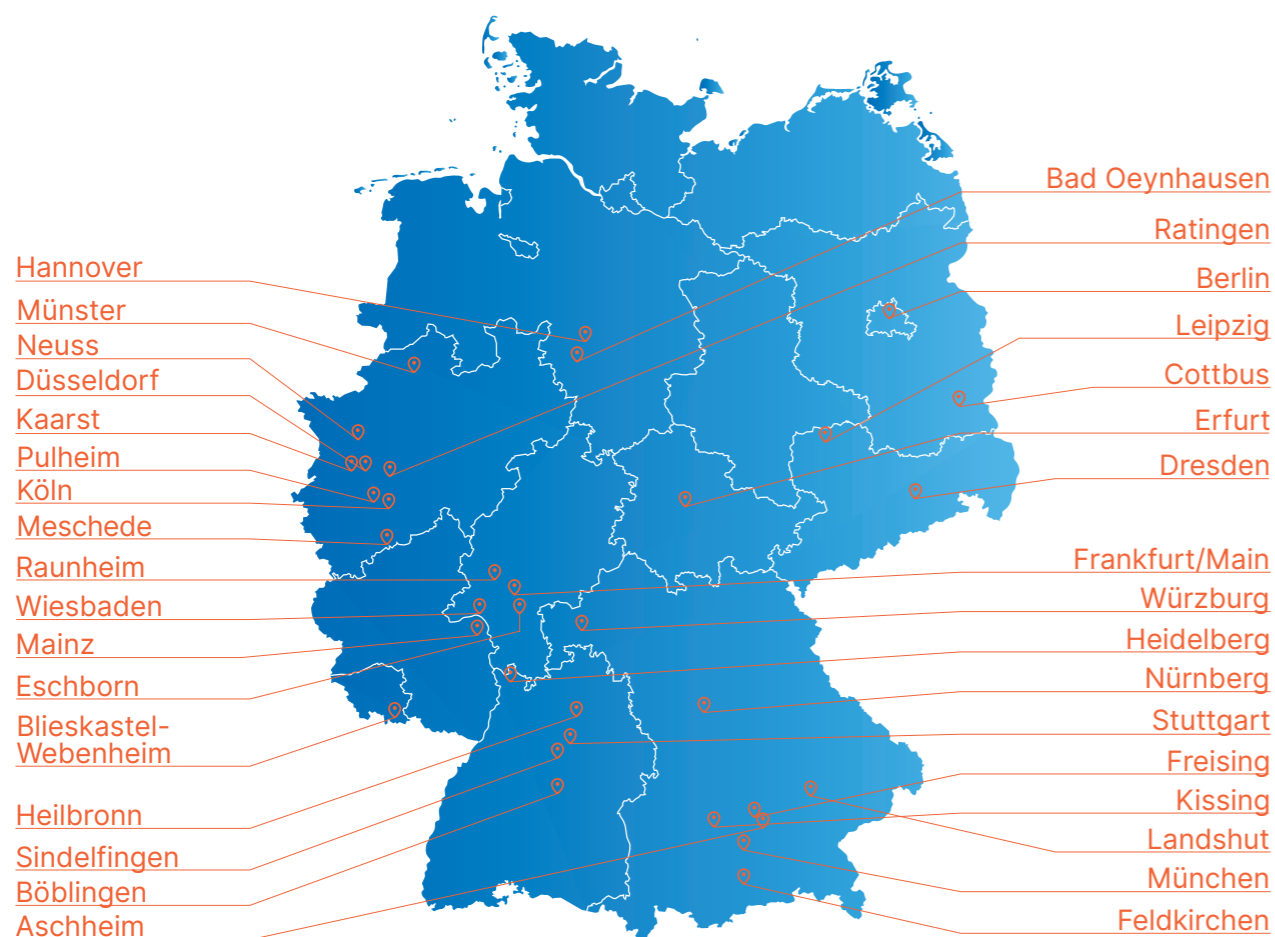 Hannover
Münster
Neuss
Düsseldorf
Kaarst
Pulheim
Köln
Meschede
Raunheim
Wiesbaden
Mainz
Eschborn
Blieskastel-
Webenheim
Heilbronn
Sindelfingen
Böblingen
Aschheim
Bad Oeynhausen
Ratingen
Berlin
Leipzig
Cottbus
Erfurt
Dresden
Frankfurt/Main
Würzburg
Heidelberg
Nürnberg
Stuttgart
Freising
Kissing
Landshut
München
Feldkirchen